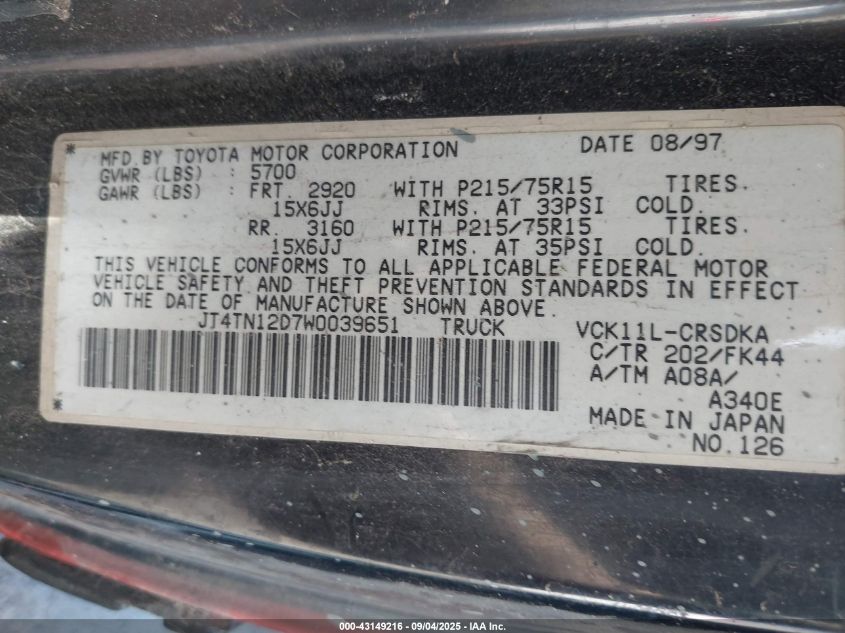 MFD. BY TOYOTA MOTOR CORPORATION DATE 08/97
GVWR (LBS) : 5700
GAWR (LBS) : FRT. 2920 WITH P215/75R15 TIRES.
15X6JJ RIMS. AT 33PSI COLD.
RR. 3160 WITH P215/75R15 TIRES.
15X6JJ RIMS. AT 35PSI COLD.
THIS VEHICLE CONFORMS TO ALL APPLICABLE FEDERAL MOTOR
VEHICLE SAFETY AND THEFT PREVENTION STANDARDS IN EFFECT
ON THE DATE OF MANUFACTURE SHOWN ABOVE.
JT4TN12D7W0039651 TRUCK VCK11L-CRSDKA
C/TR 202/FK44
A/TM A08A/
A340E
MADE IN JAPAN
NO.126
000-43149216 - 09/04/2025 - IAA Inc.